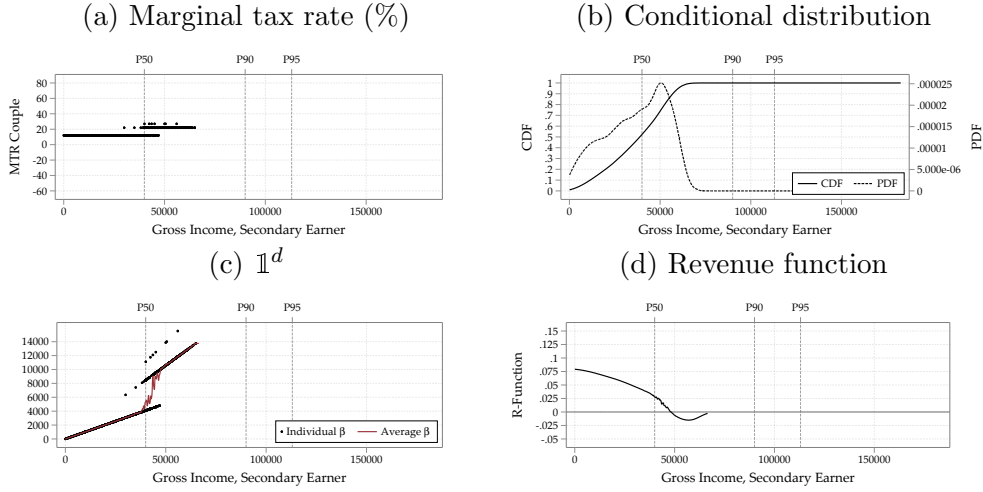 (a) Marginal tax rate (%)
P50 P90 P95
80
60
40
20
0
-20
-40
-60
MTR Couple
0 50000 100000 150000
Gross Income, Secondary Earner
(b) Conditional distribution
P50 P90 P95
1
.9
.8
.7
.6
.5
.4
.3
.2
.1
0
CDF
.000025
.00002
.000015
.00001
5.000e-06
0
PDF
CDF PDF
0 50000 100000 150000
Gross Income, Secondary Earner
(c) 𝟙^d
P50 P90 P95
14000
12000
10000
8000
6000
4000
2000
0
Individual β Average β
0 50000 100000 150000
Gross Income, Secondary Earner
(d) Revenue function
P50 P90 P95
.15
.125
.1
.075
.05
.025
0
-.025
-.05
R-Function
0 50000 100000 150000
Gross Income, Secondary Earner